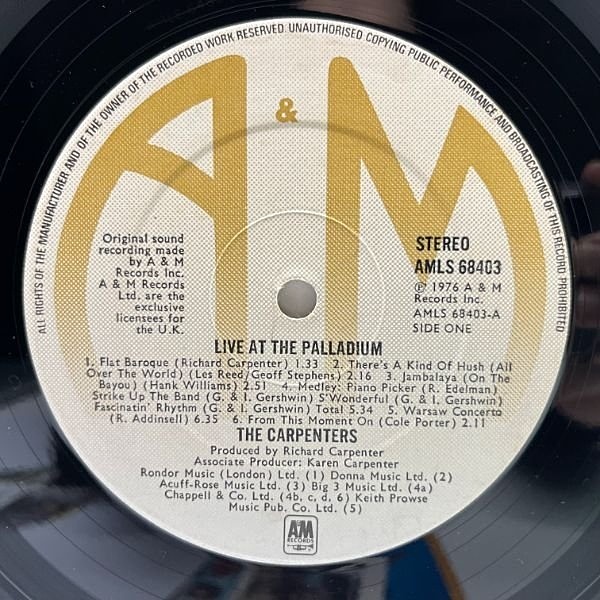 ALL RIGHTS OF THE MANUFACTURER AND OF THE OWNER OF THE RECORDED WORK RESERVED. UNAUTHORISED COPYING PUBLIC PERFORMANCE AND BROADCASTING OF THIS RECORD PROHIBITED
A & M
Original sound
recording made
by A & M
Records Inc.
A & M Records
Ltd. are the
exclusive
licensees for
the U.K.
STEREO
AMLS 68403
℗ 1976 A & M
Records Inc.
AMLS 68403-A
SIDE ONE
LIVE AT THE PALLADIUM
1. Flat Baroque (Richard Carpenter) 1.33 2. There's A Kind Of Hush (All
Over The World) (Les Reed/Geoff Stephens) 2.16 3. Jambalaya (On The
Bayou) (Hank Williams) 2.51 4. Medley: Piano Picker (R. Edelman)
Strike Up The Band (G. & I. Gershwin) S'Wonderful (G. & I. Gershwin)
Fascinatin' Rhythm (G. & I. Gershwin) Total 5.34 5. Warsaw Concerto
(R. Addinsell) 6.35 6. From This Moment On (Cole Porter) 2.11
THE CARPENTERS
Produced by Richard Carpenter
Associate Producer: Karen Carpenter
Rondor Music (London) Ltd. (1) Donna Music Ltd. (2)
Acuff-Rose Music Ltd. (3) Big 3 Music Ltd. (4a)
Chappell & Co. Ltd. (4b, c, d, 6) Keith Prowse
Music Pub. Co. Ltd. (5)
A&M
RECORDS